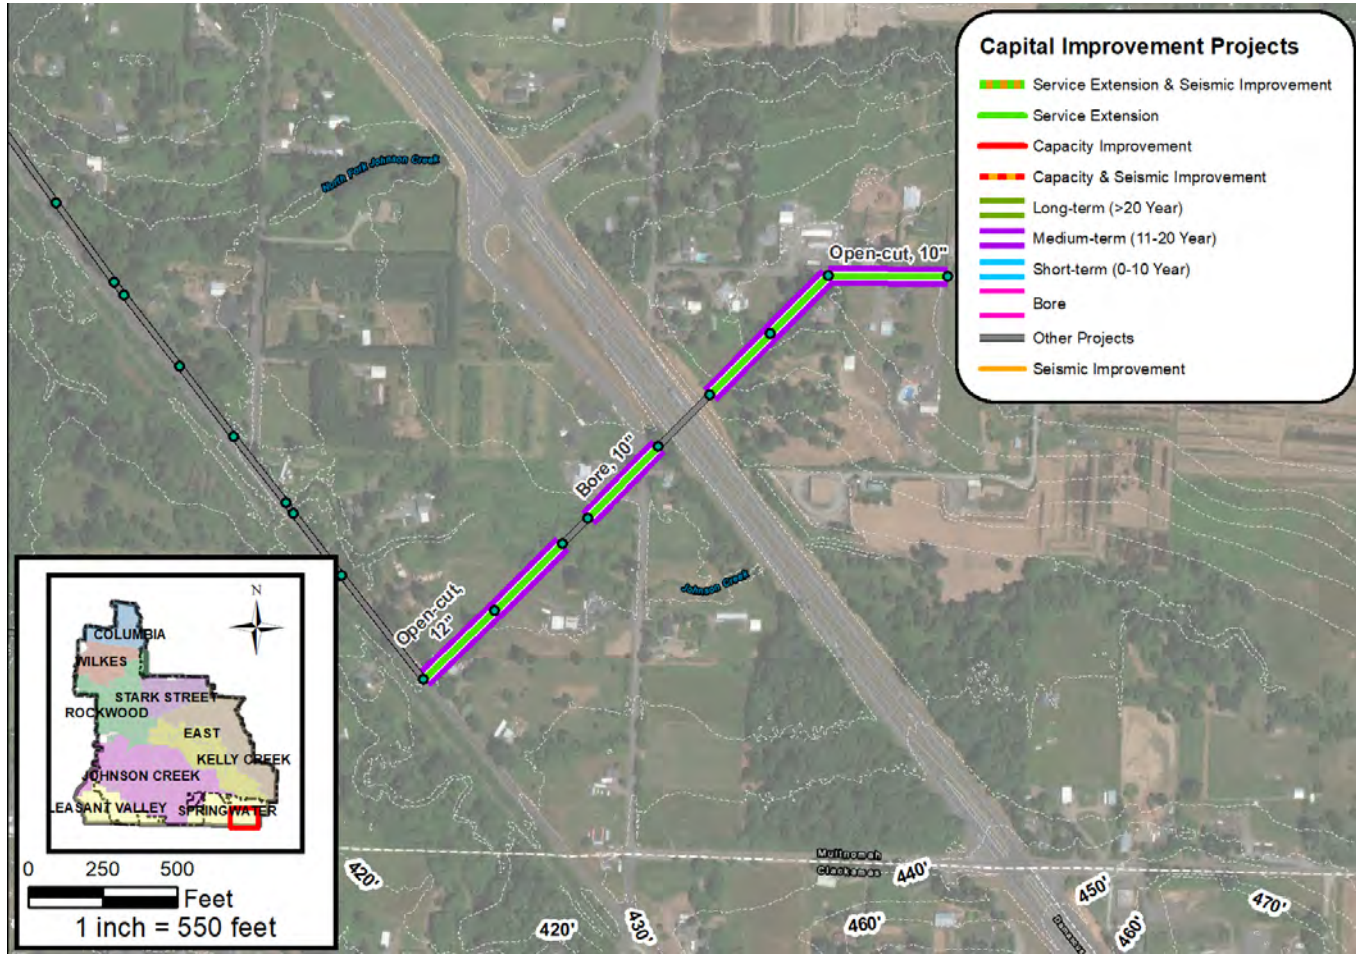 Capital Improvement Projects
Service Extension & Seismic Improvement
Service Extension
Capacity Improvement
Capacity & Seismic Improvement
Long-term (>20 Year)
Medium-term (11-20 Year)
Short-term (0-10 Year)
Bore
Other Projects
Seismic Improvement
North Fork Johnson Creek
Open-cut, 10"
Bore, 10"
Open-cut,
12"
Johnson Creek
N
COLUMBIA
WILKES
STARK STREET
ROCKWOOD
EAST
KELLY CREEK
JOHNSON CREEK
LEASANT VALLEY
SPRINGWATER
0 250 500
Feet
1 inch = 550 feet
Multnomah
Clackamas
420'
440'
450'
470'
420'
430'
460'
460'